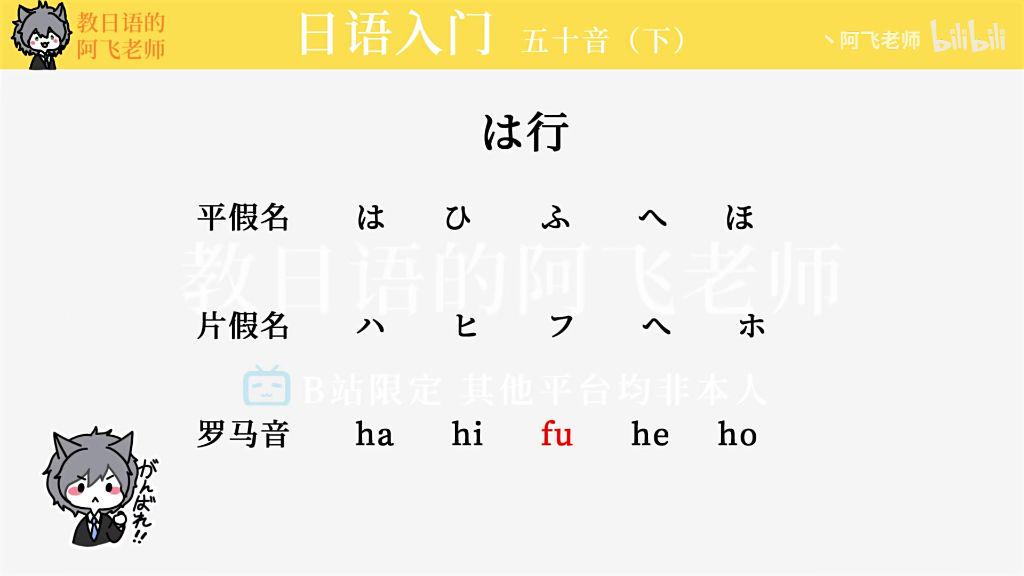 教日语的
阿飞老师
日语入门 五十音（下）
丶阿飞老师 bilibili
は行
平假名 は ひ ふ へ ほ
教日语的阿飞老师
片假名 ハ ヒ フ ヘ ホ
B站限定 其他平台均非本人
罗马音 ha hi fu he ho
がんばれ!!